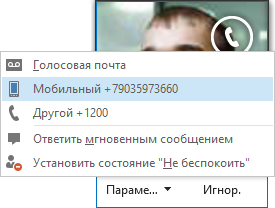 Голосовая почта
Мобильный +79035973660
Другой +1200
Ответить мгновенным сообщением
Установить состояние "Не беспокоить"
Параме... Игнор.